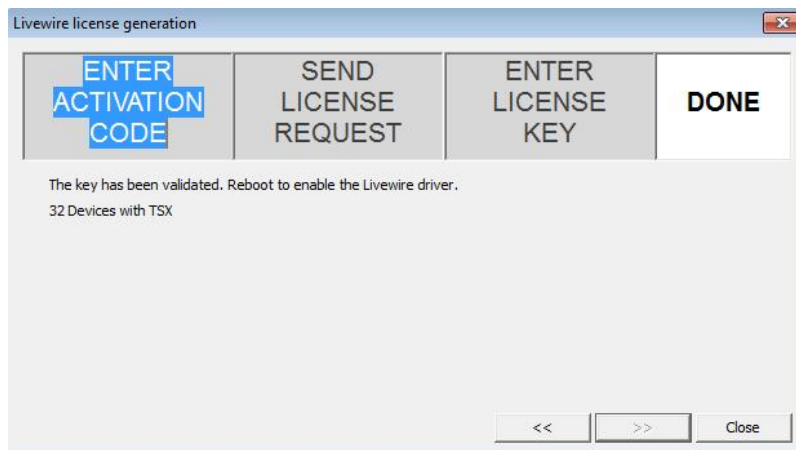 Livewire license generation
ENTER
ACTIVATION
CODE
SEND
LICENSE
REQUEST
ENTER
LICENSE
KEY
DONE
The key has been validated. Reboot to enable the Livewire driver.
32 Devices with TSX
<<
>>
Close